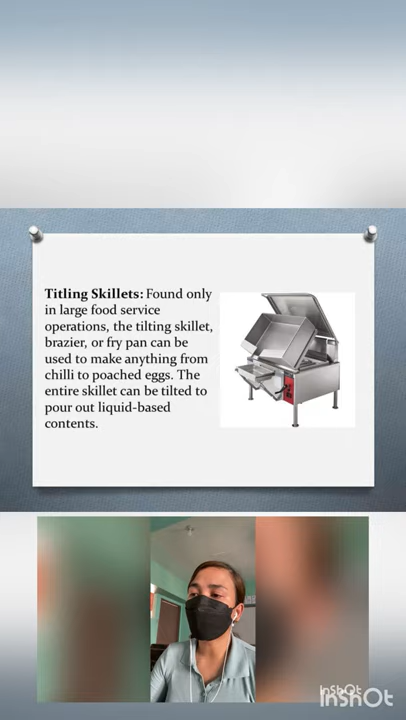 Titling Skillets: Found only
in large food service
operations, the tilting skillet,
brazier, or fry pan can be
used to make anything from
chilli to poached eggs. The
entire skillet can be tilted to
pour out liquid-based
contents.
InShOt
InShOt